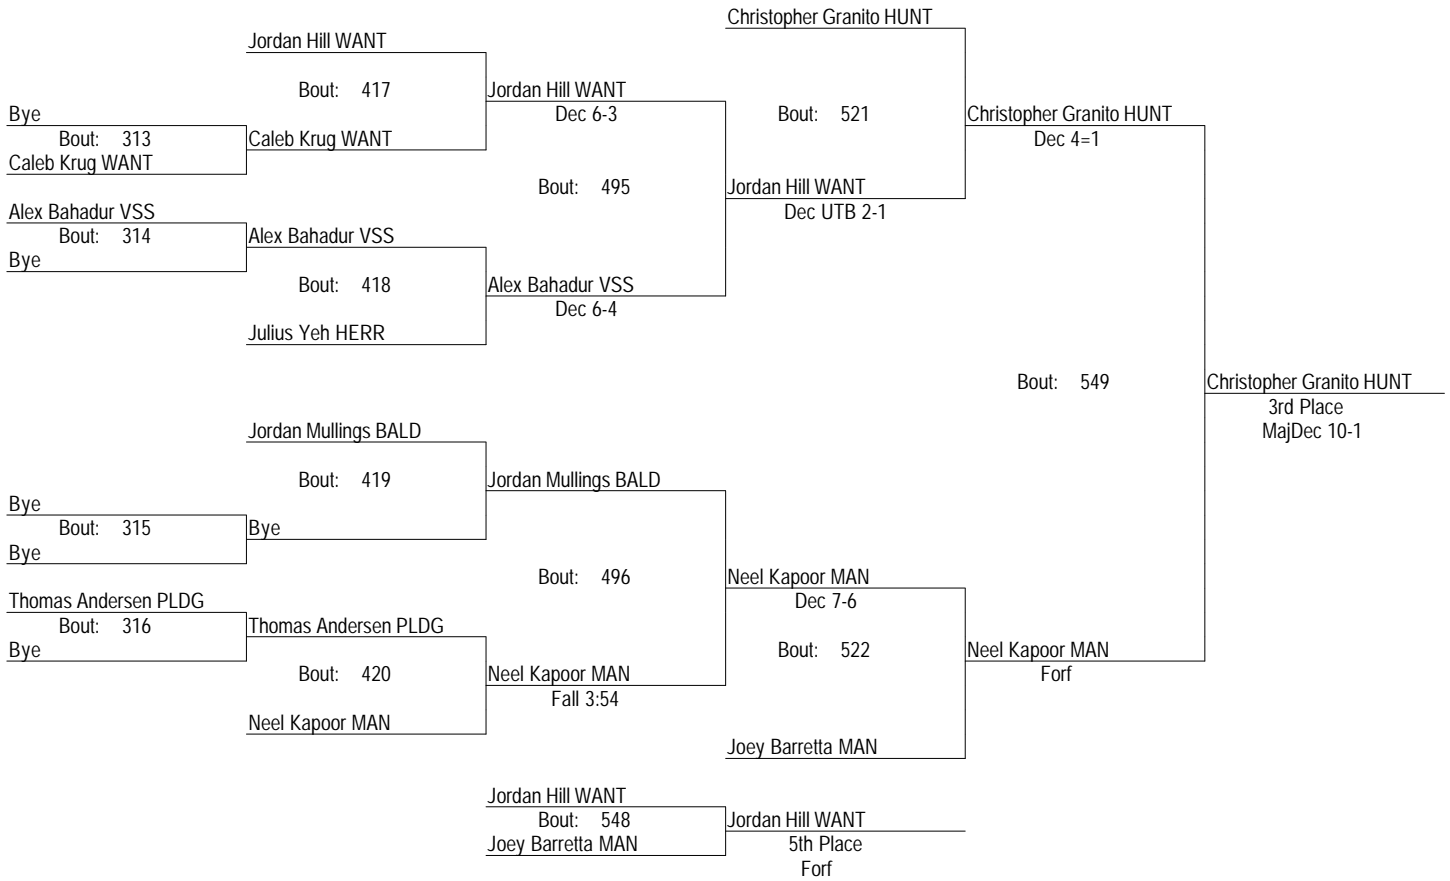 Christopher Granito HUNT
Jordan Hill WANT
Bout: 417
Jordan Hill WANT
Dec 6-3
Bout: 521
Christopher Granito HUNT
Dec 4=1
Bye
Bout: 313
Caleb Krug WANT
Caleb Krug WANT
Bout: 495
Jordan Hill WANT
Dec UTB 2-1
Alex Bahadur VSS
Bout: 314
Alex Bahadur VSS
Bye
Bout: 418
Alex Bahadur VSS
Dec 6-4
Julius Yeh HERR
Bout: 549
Christopher Granito HUNT
3rd Place
MajDec 10-1
Jordan Mullings BALD
Bout: 419
Jordan Mullings BALD
Bye
Bout: 315
Bye
Bye
Bout: 496
Neel Kapoor MAN
Dec 7-6
Thomas Andersen PLDG
Bout: 316
Thomas Andersen PLDG
Bye
Bout: 522
Neel Kapoor MAN
Forf
Bout: 420
Neel Kapoor MAN
Fall 3:54
Neel Kapoor MAN
Joey Barretta MAN
Jordan Hill WANT
Bout: 548
Jordan Hill WANT
Joey Barretta MAN
5th Place
Forf